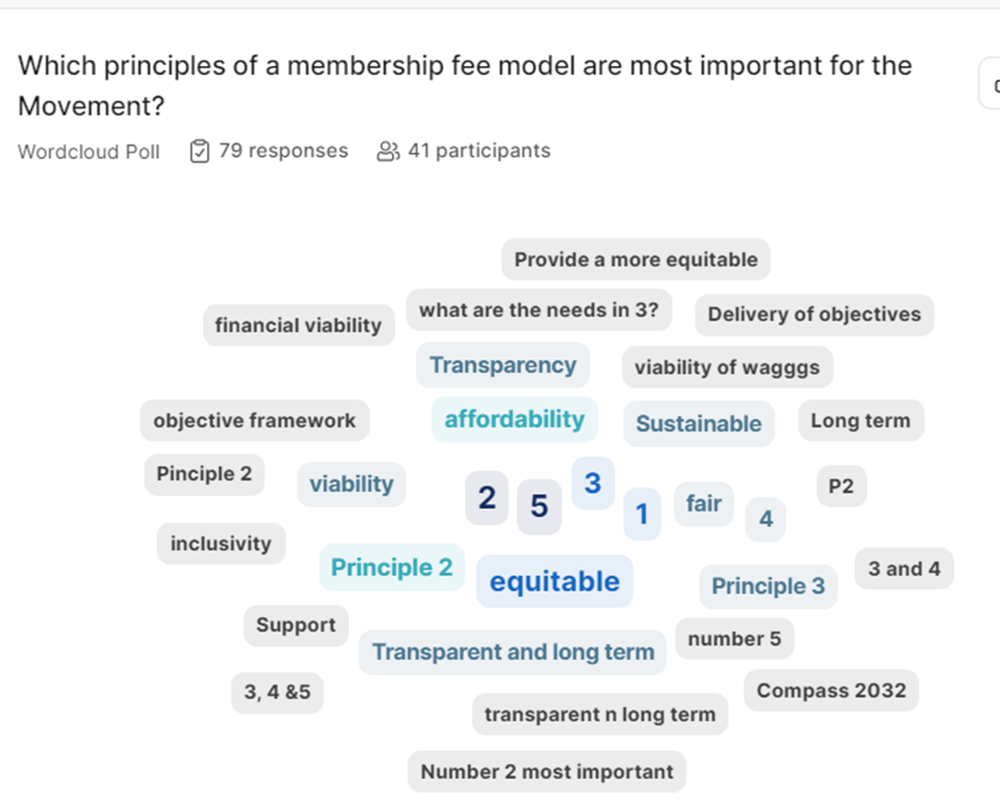 Which principles of a membership fee model are most important for the
Movement?
Wordcloud Poll 79 responses 41 participants
Provide a more equitable
what are the needs in 3?
Delivery of objectives
financial viability
Transparency
viability of wagggs
objective framework
affordability
Sustainable
Long term
Pinciple 2
viability
2
5
3
1
fair
4
P2
inclusivity
Principle 2
equitable
Principle 3
3 and 4
Support
Transparent and long term
number 5
3, 4 &5
transparent n long term
Compass 2032
Number 2 most important